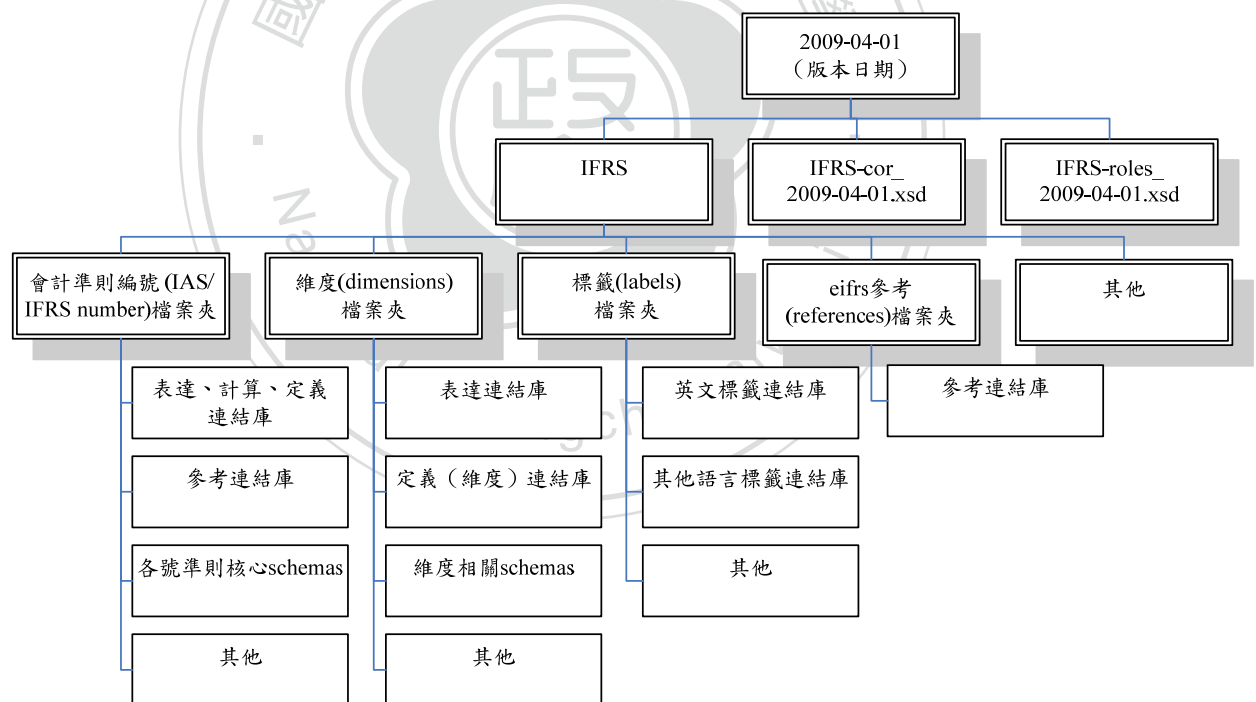 2009-04-01
（版本日期）
IFRS
IFRS-cor_
2009-04-01.xsd
IFRS-roles_
2009-04-01.xsd
會計準則編號 (IAS/
IFRS number)檔案夾
維度(dimensions)
檔案夾
標籤(labels)
檔案夾
eifrs參考
(references)檔案夾
其他
表達、計算、定義
連結庫
參考連結庫
各號準則核心schemas
其他
表達連結庫
定義（維度）連結庫
維度相關schemas
其他
英文標籤連結庫
其他語言標籤連結庫
其他
參考連結庫
政